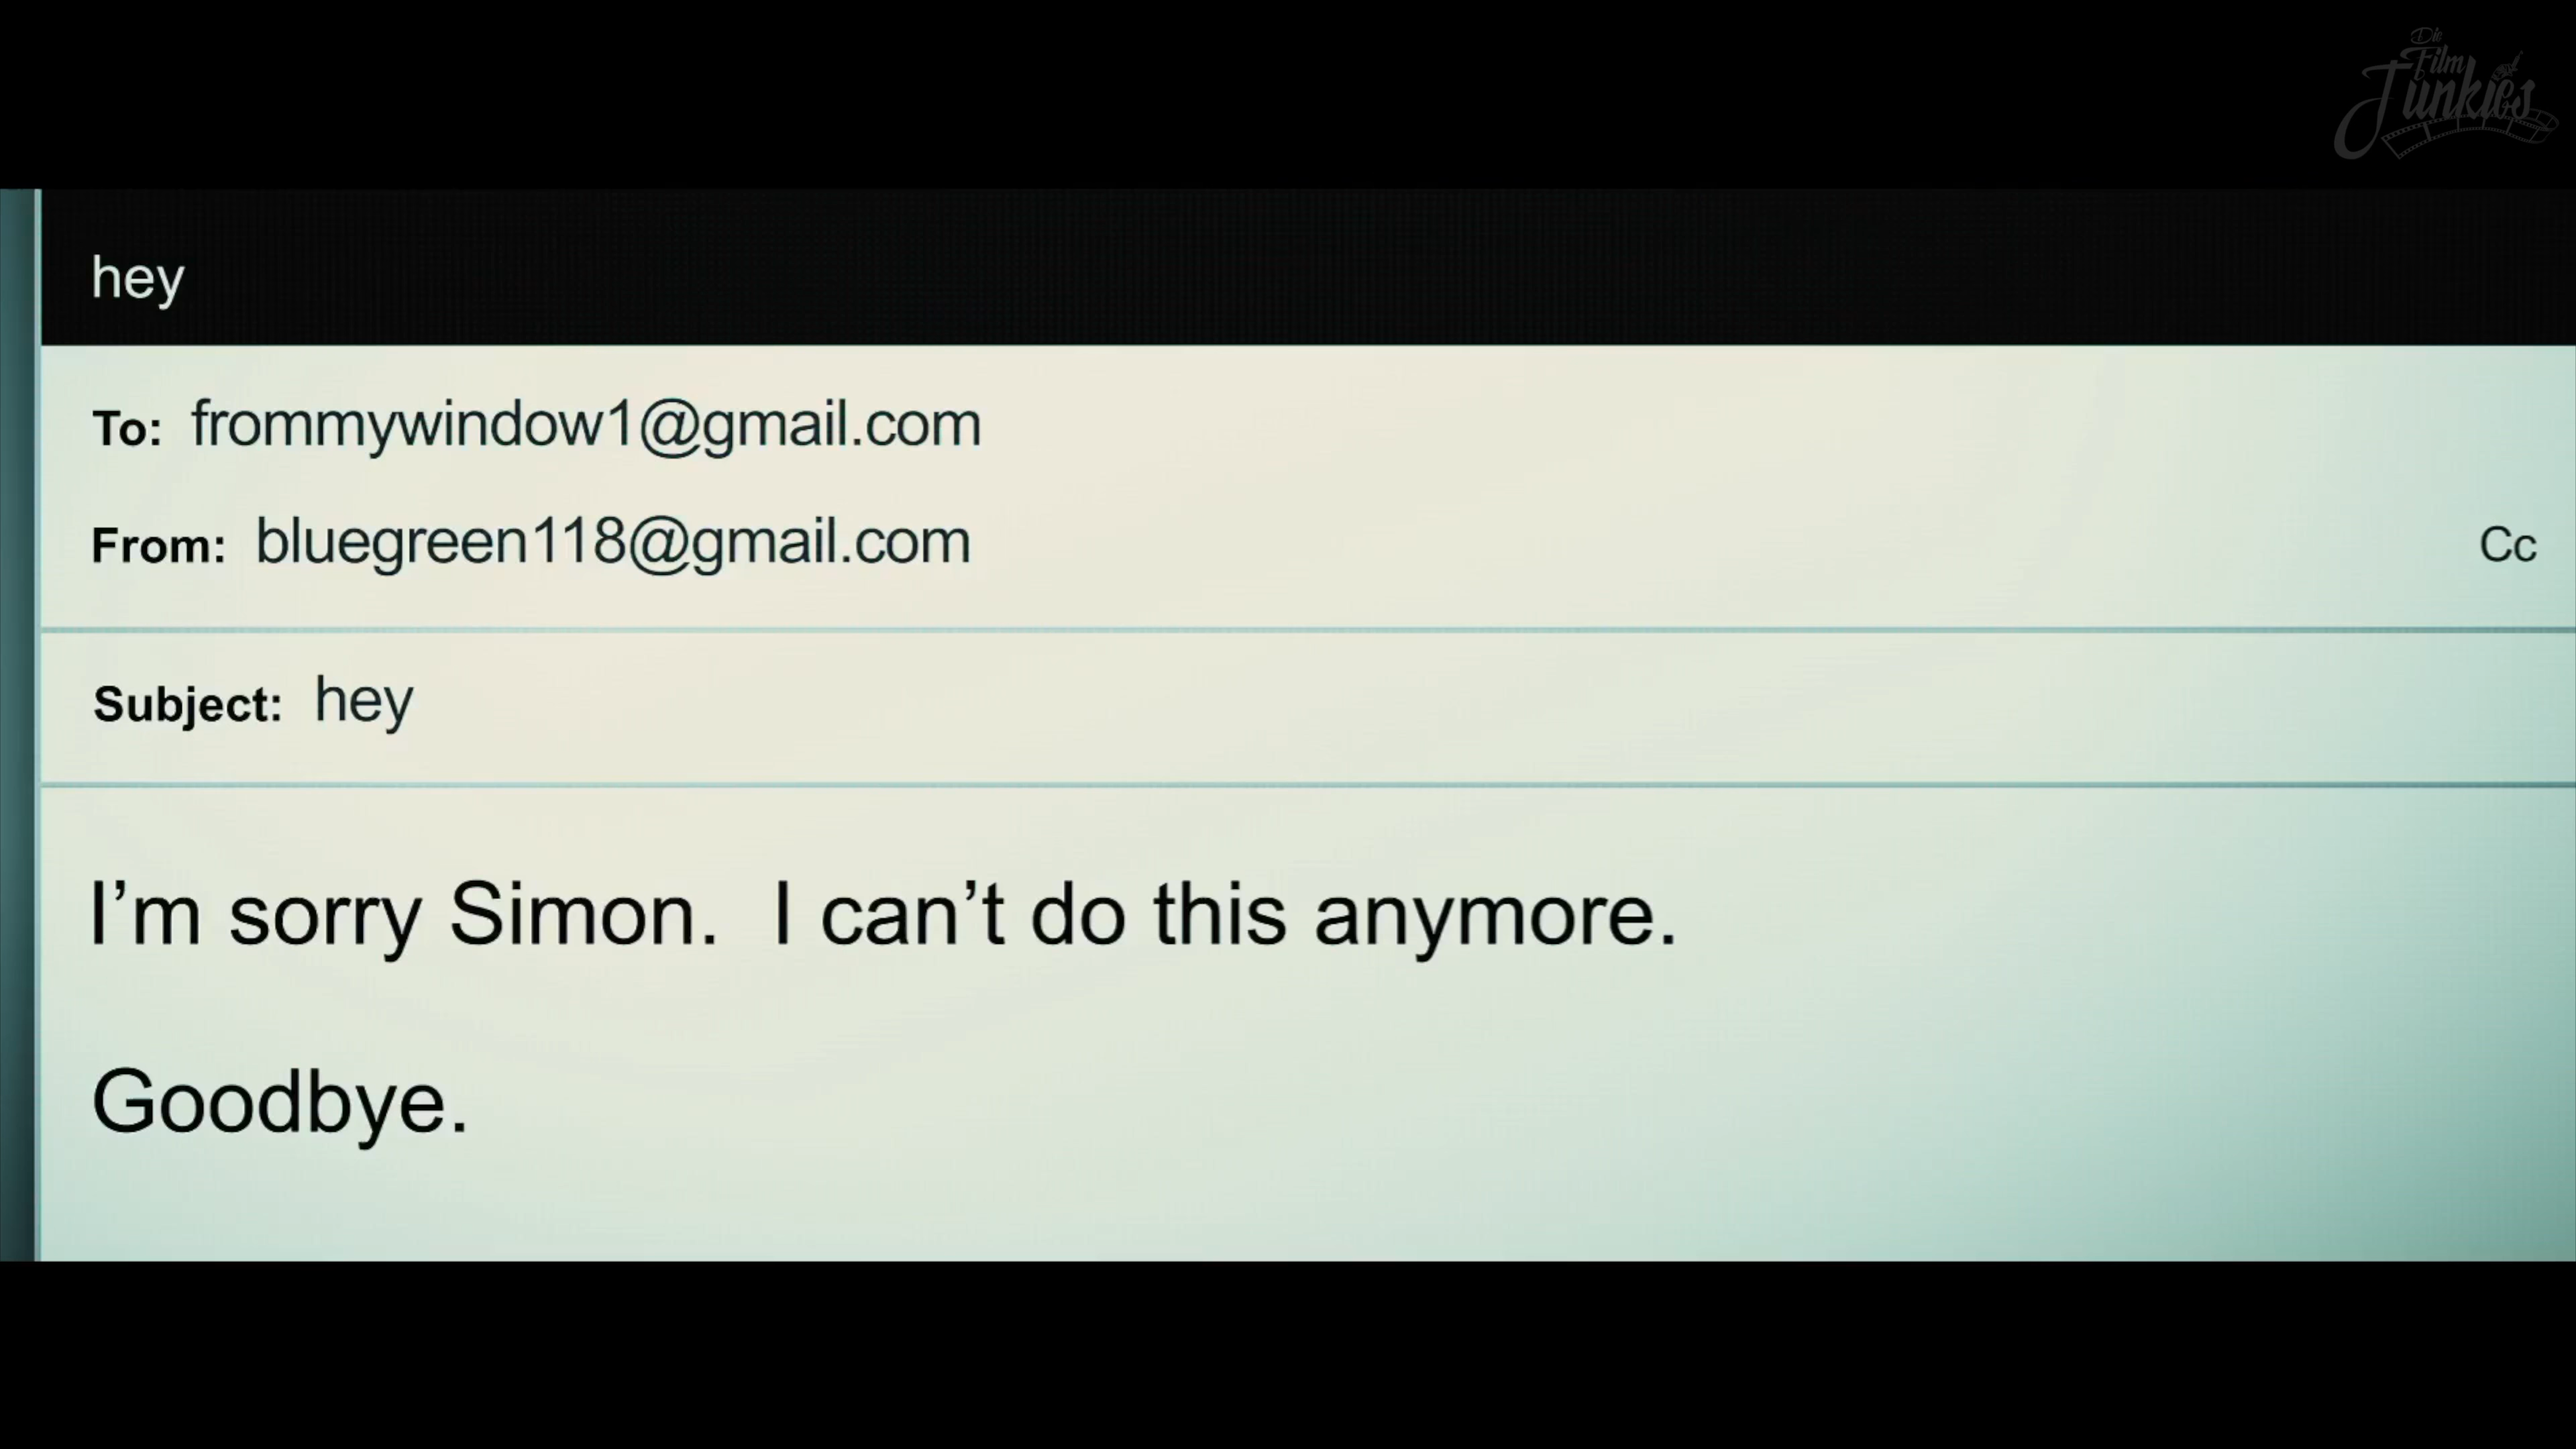 Die
Film
Junkies
hey
To: frommywindow1@gmail.com
From: bluegreen118@gmail.com
Cc
Subject: hey
I’m sorry Simon.  I can’t do this anymore.
Goodbye.